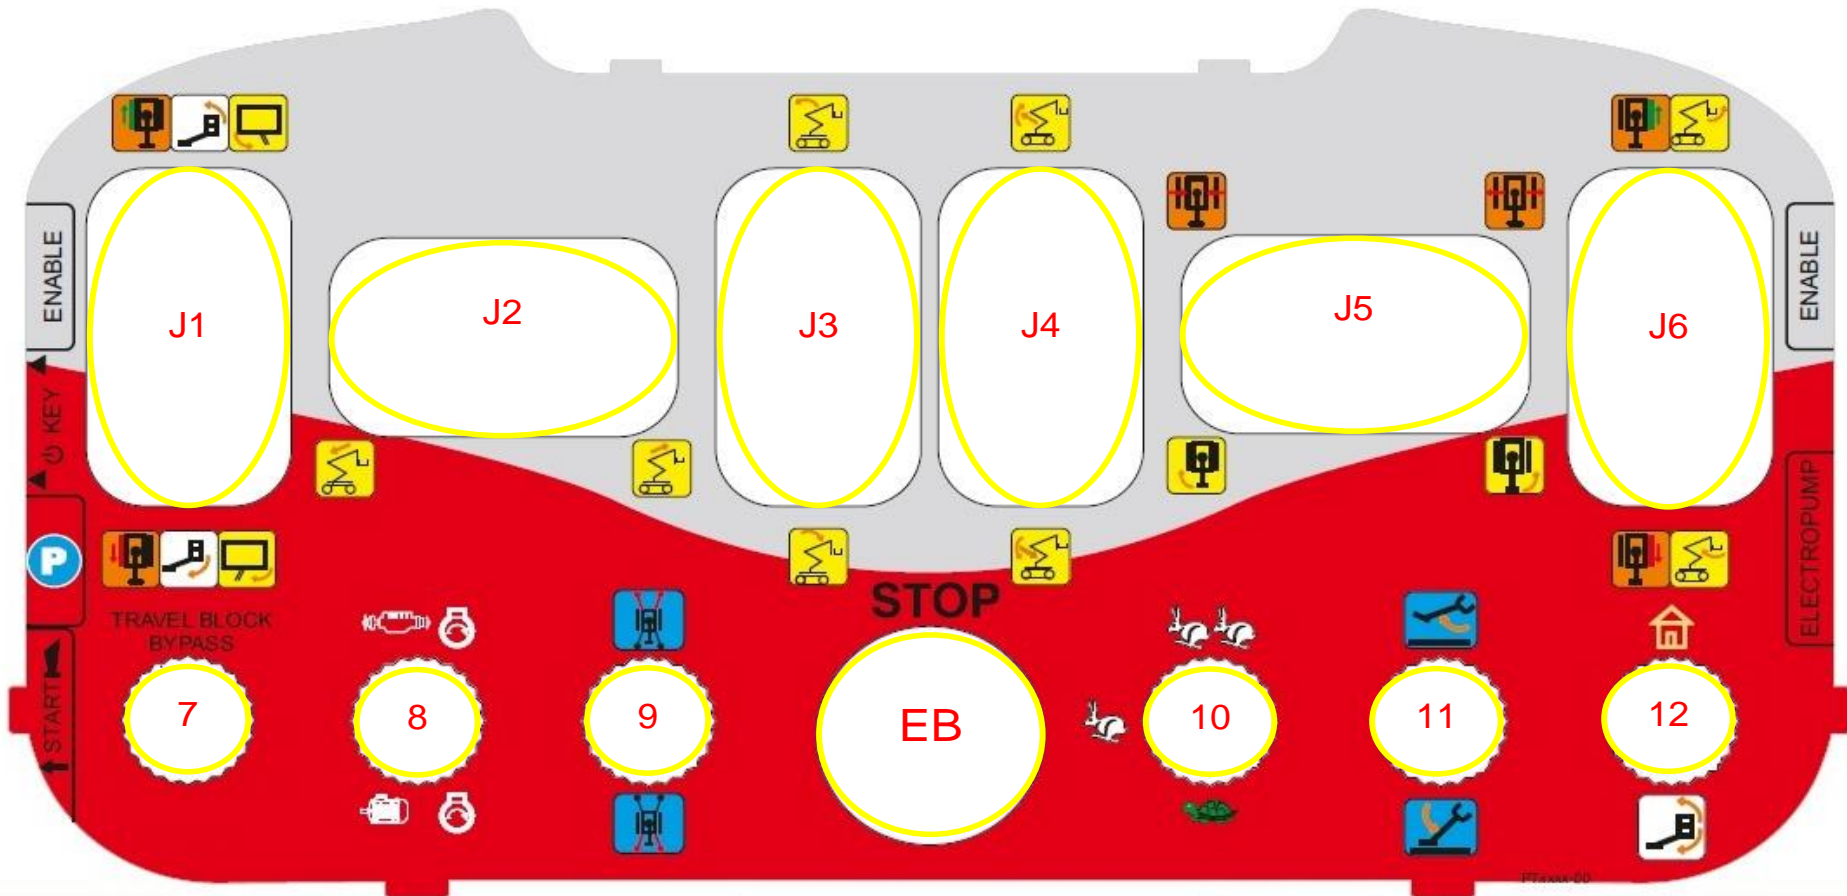 ENABLE
J1
J2
J3
J4
J5
J6
ENABLE
KEY
P
ELECTROPUMP
STOP
TRAVEL BLOCK
BYPASS
START
7
8
9
EB
10
11
12